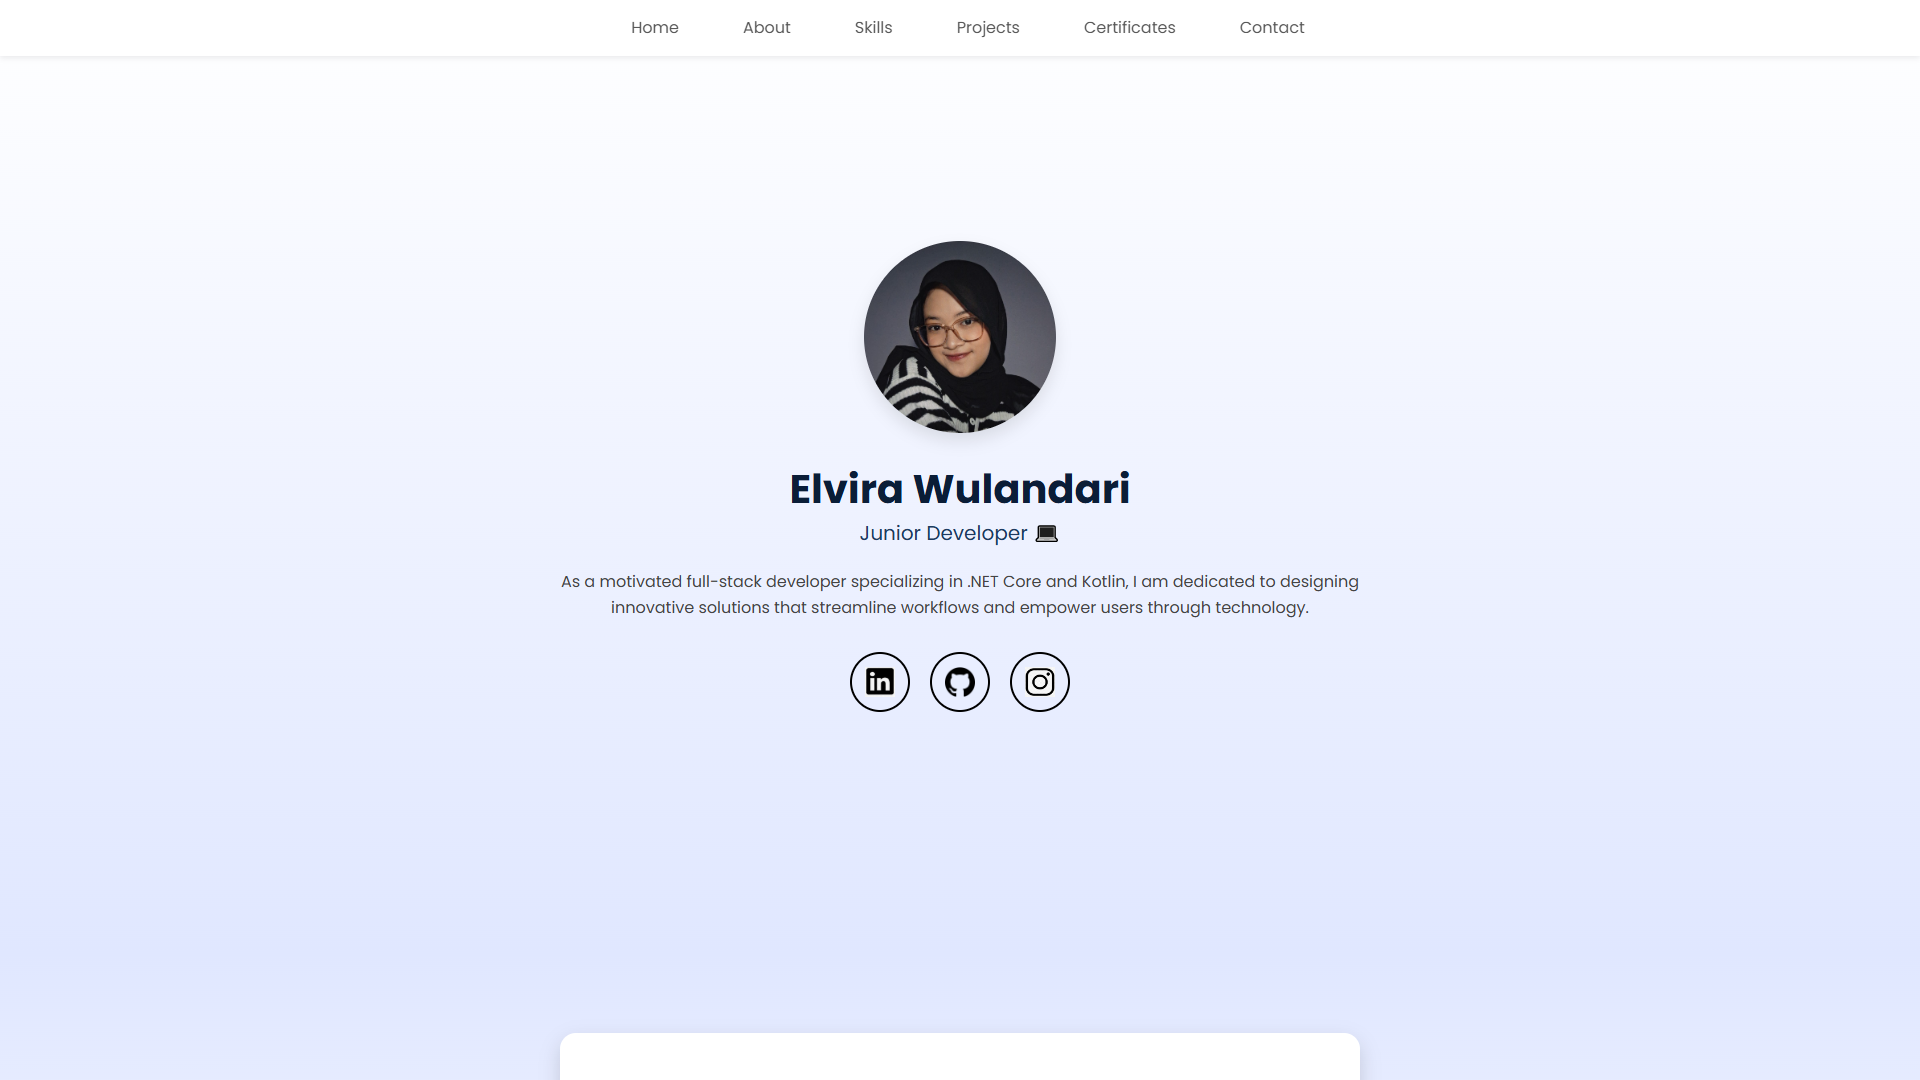 Home About Skills Projects Certificates Contact
Elvira Wulandari
Junior Developer 💻
As a motivated full-stack developer specializing in .NET Core and Kotlin, I am dedicated to designing
innovative solutions that streamline workflows and empower users through technology.